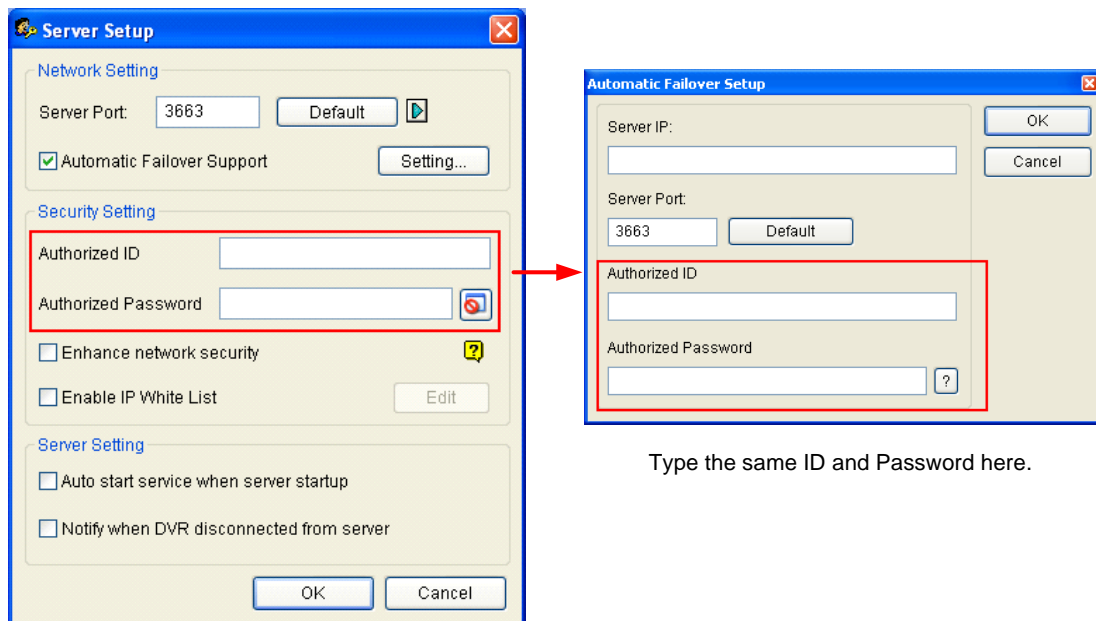 Server Setup
Network Setting
Server Port: 3663 Default
Automatic Failover Support Setting...
Security Setting
Authorized ID
Authorized Password
Enhance network security ?
Enable IP White List Edit
Server Setting
Auto start service when server startup
Notify when DVR disconnected from server
OK Cancel
Automatic Failover Setup
Server IP:
OK
Cancel
Server Port:
3663 Default
Authorized ID
Authorized Password
?
Type the same ID and Password here.